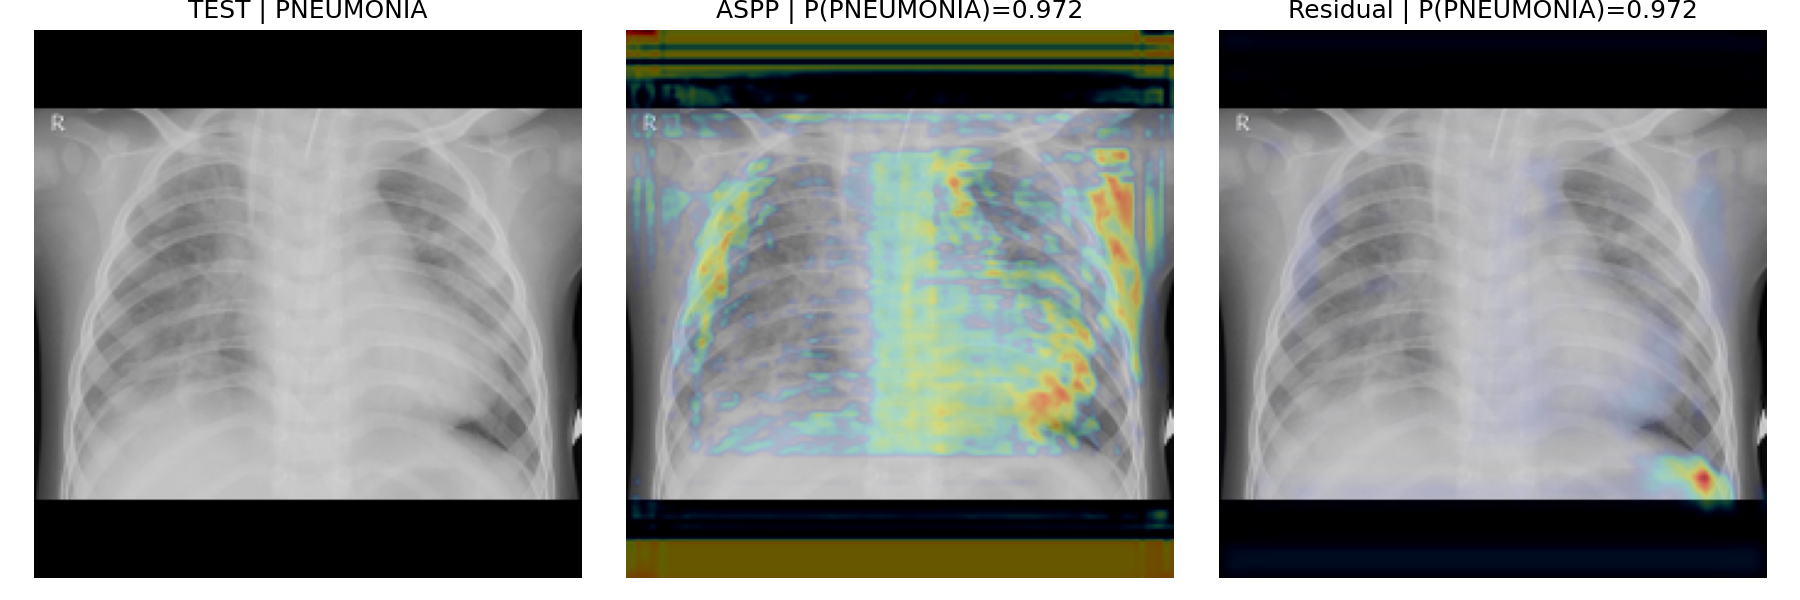 TEST | PNEUMONIA
ASPP | P(PNEUMONIA)=0.972
Residual | P(PNEUMONIA)=0.972
R
R
R